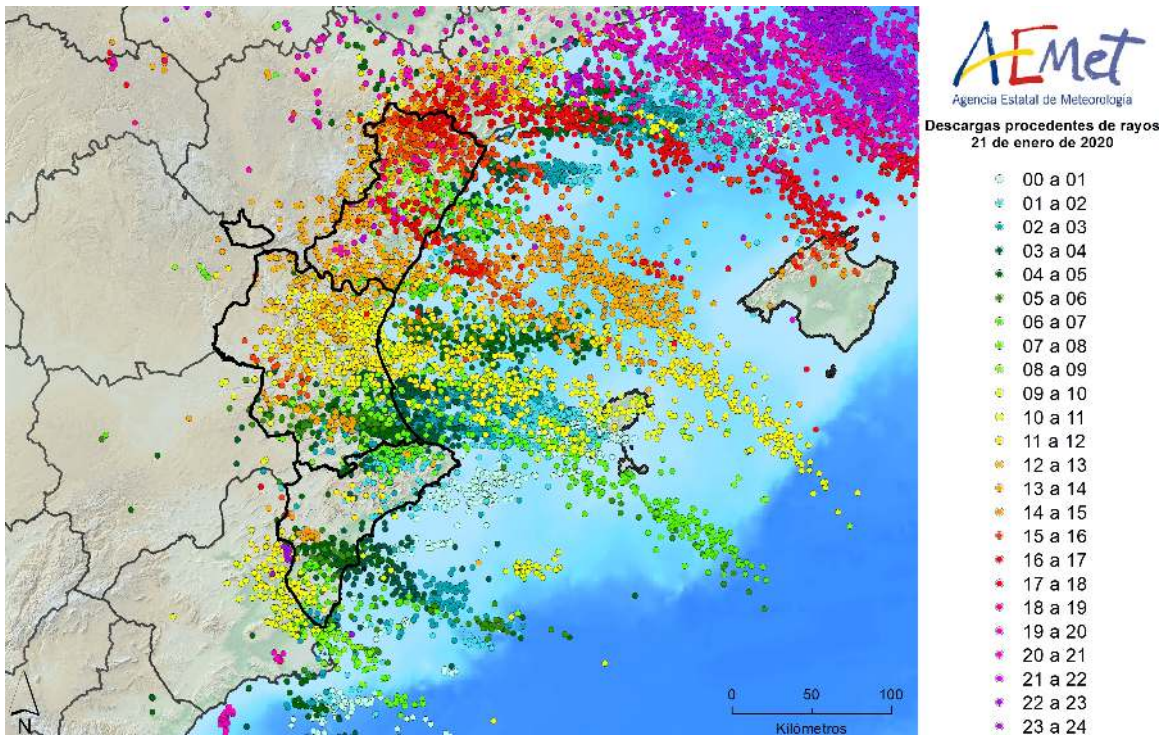 AEMet
Agencia Estatal de Meteorología
Descargas procedentes de rayos
21 de enero de 2020
00 a 01
01 a 02
02 a 03
03 a 04
04 a 05
05 a 06
06 a 07
07 a 08
08 a 09
09 a 10
10 a 11
11 a 12
12 a 13
13 a 14
14 a 15
15 a 16
16 a 17
17 a 18
18 a 19
19 a 20
20 a 21
21 a 22
22 a 23
23 a 24
N
0 50 100
Kilómetros